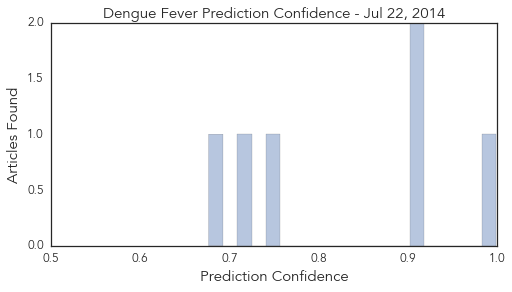 Dengue Fever Prediction Confidence - Jul 22, 2014
2.0
1.5
1.0
0.5
0.0
Articles Found
0.5 0.6 0.7 0.8 0.9 1.0
Prediction Confidence